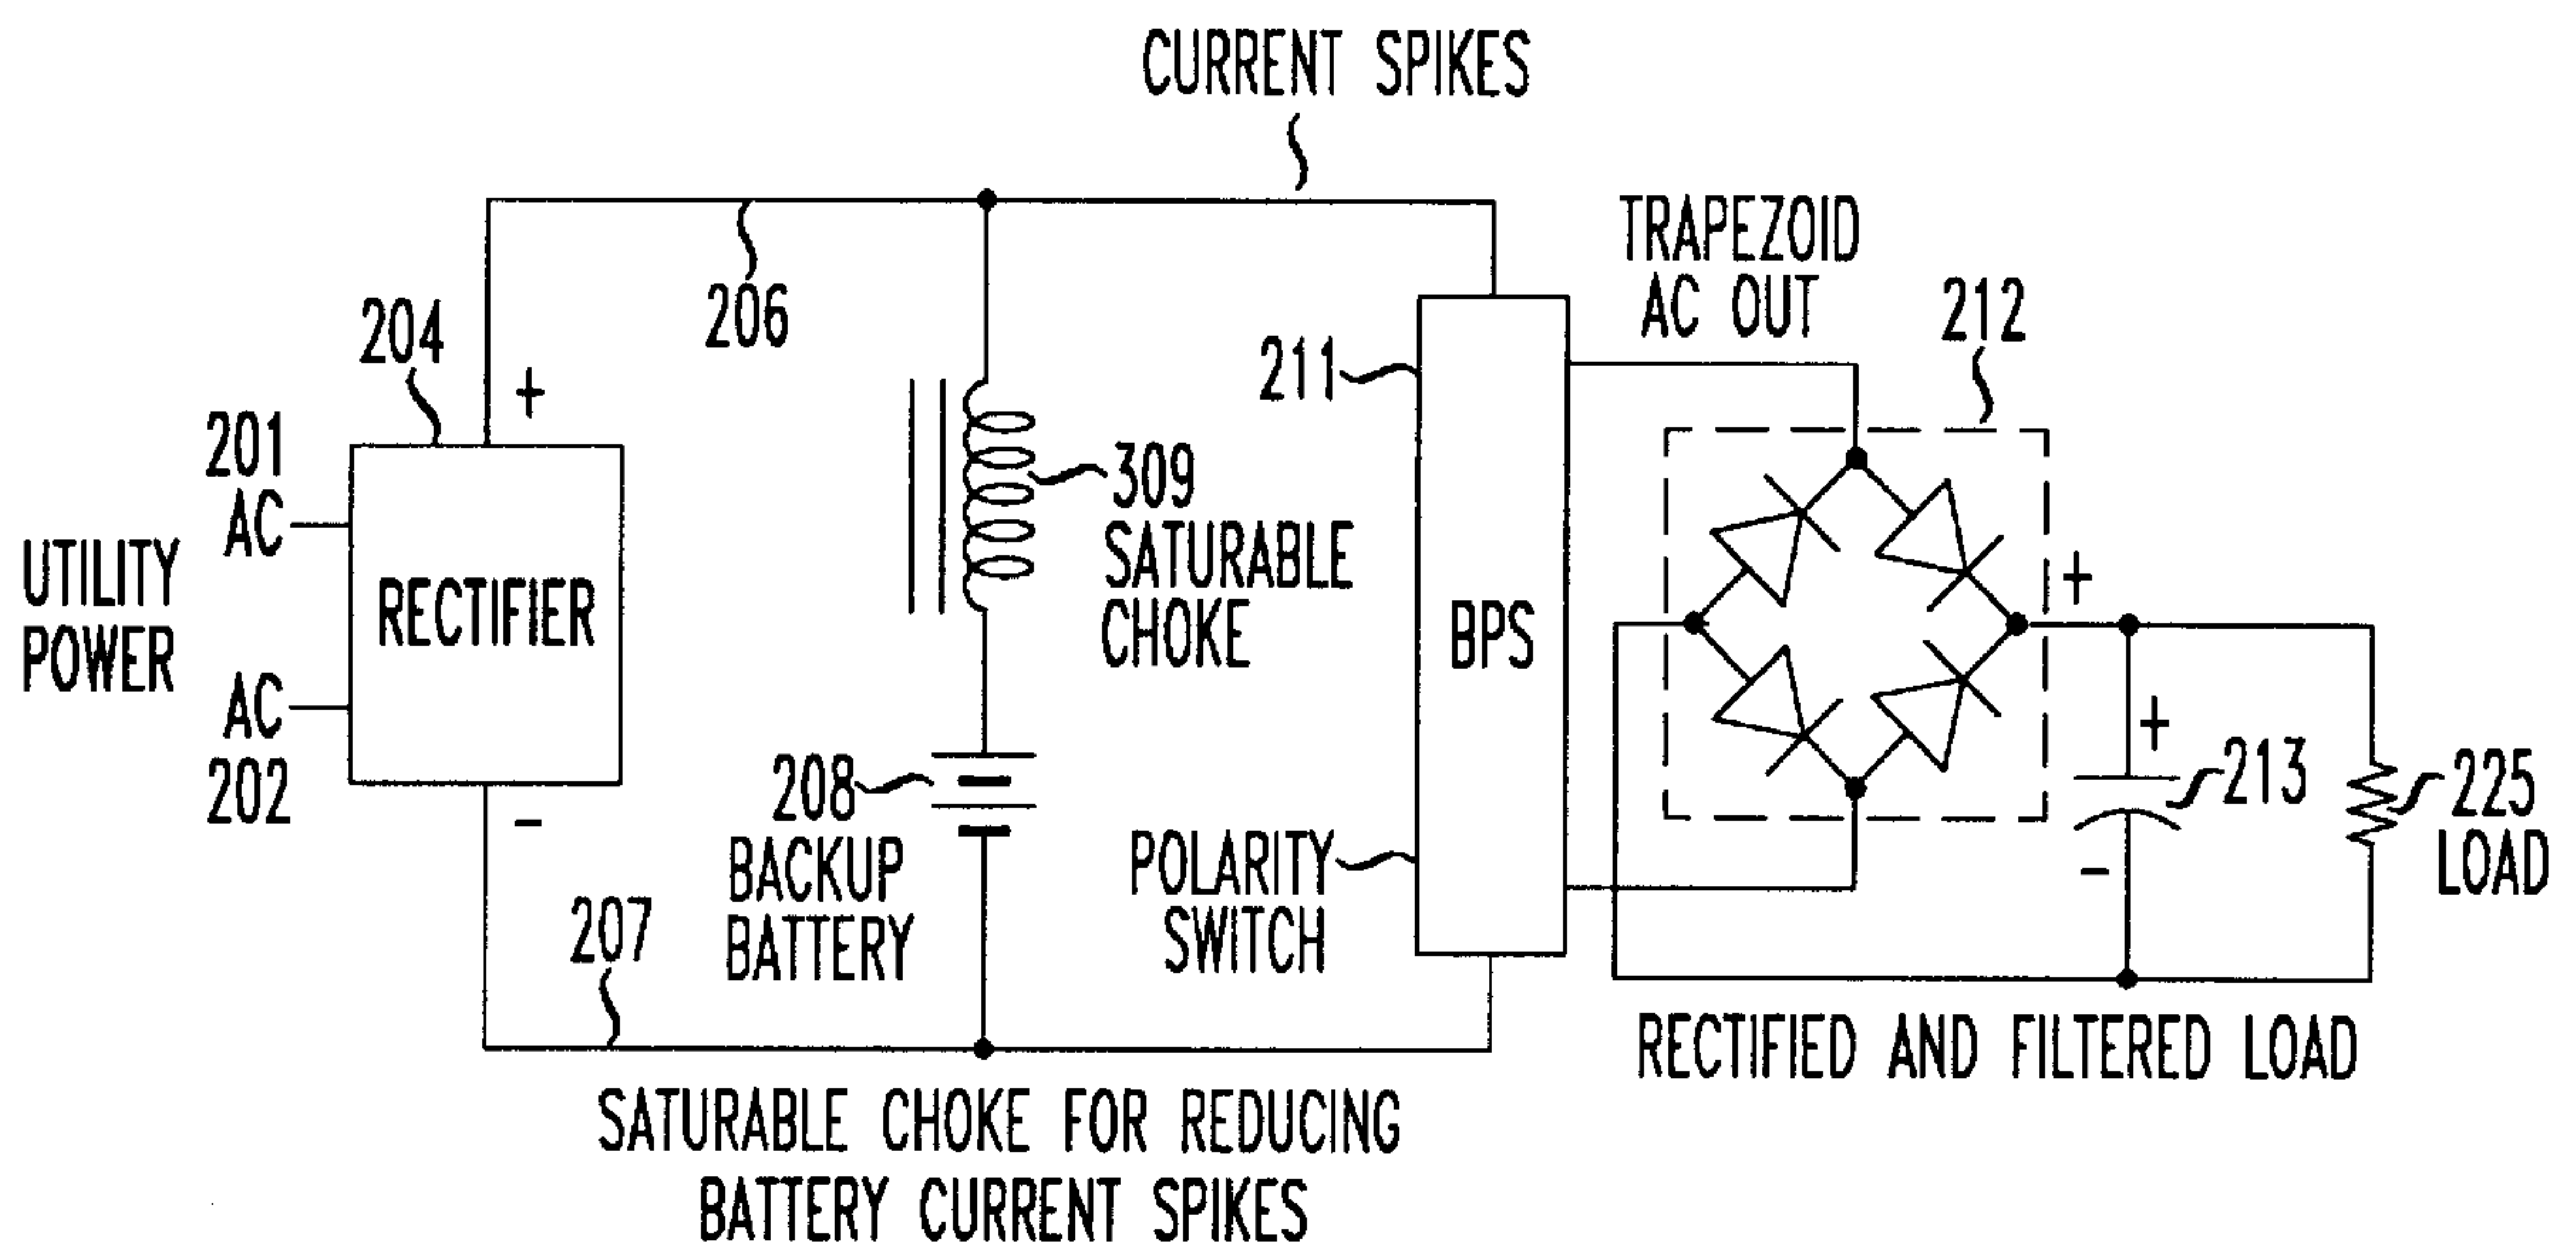 CURRENT SPIKES
TRAPEZOID
AC OUT
212
206
204
+
211
201
AC
309
SATURABLE
CHOKE
UTILITY
POWER
RECTIFIER
BPS
+
AC
202
208
BACKUP
BATTERY
-
POLARITY
SWITCH
+
213
-
225
LOAD
207
RECTIFIED AND FILTERED LOAD
SATURABLE CHOKE FOR REDUCING
BATTERY CURRENT SPIKES